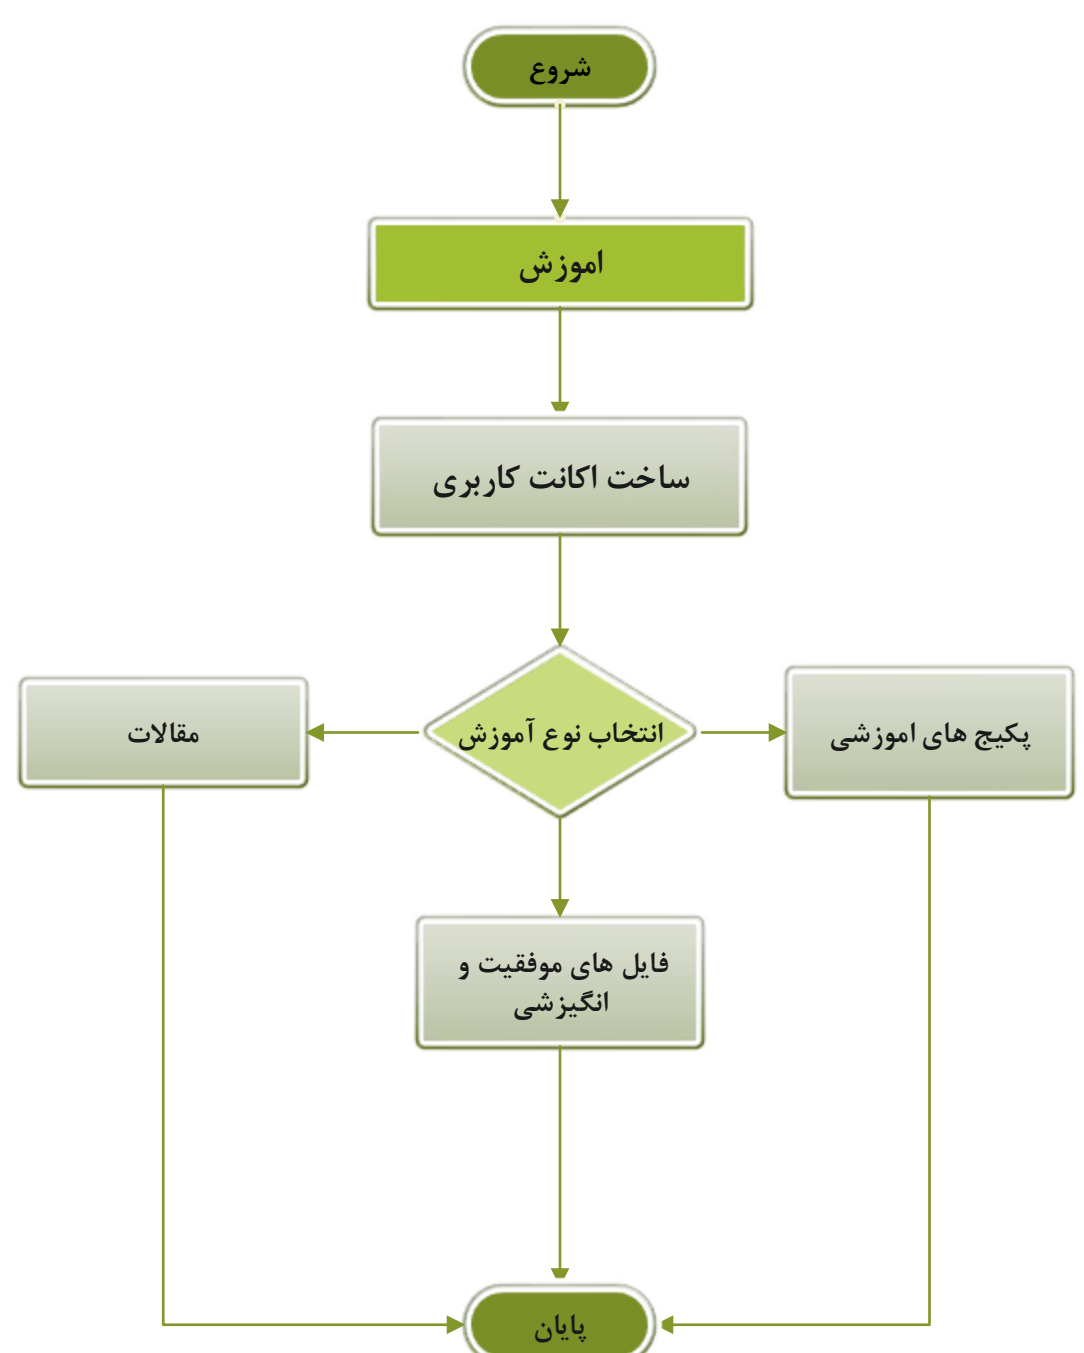 شروع
اموزش
ساخت اکانت کاربری
پکیج های اموزشی
انتخاب نوع آموزش
مقالات
فایل های موفقیت و
انگیزشی
پایان